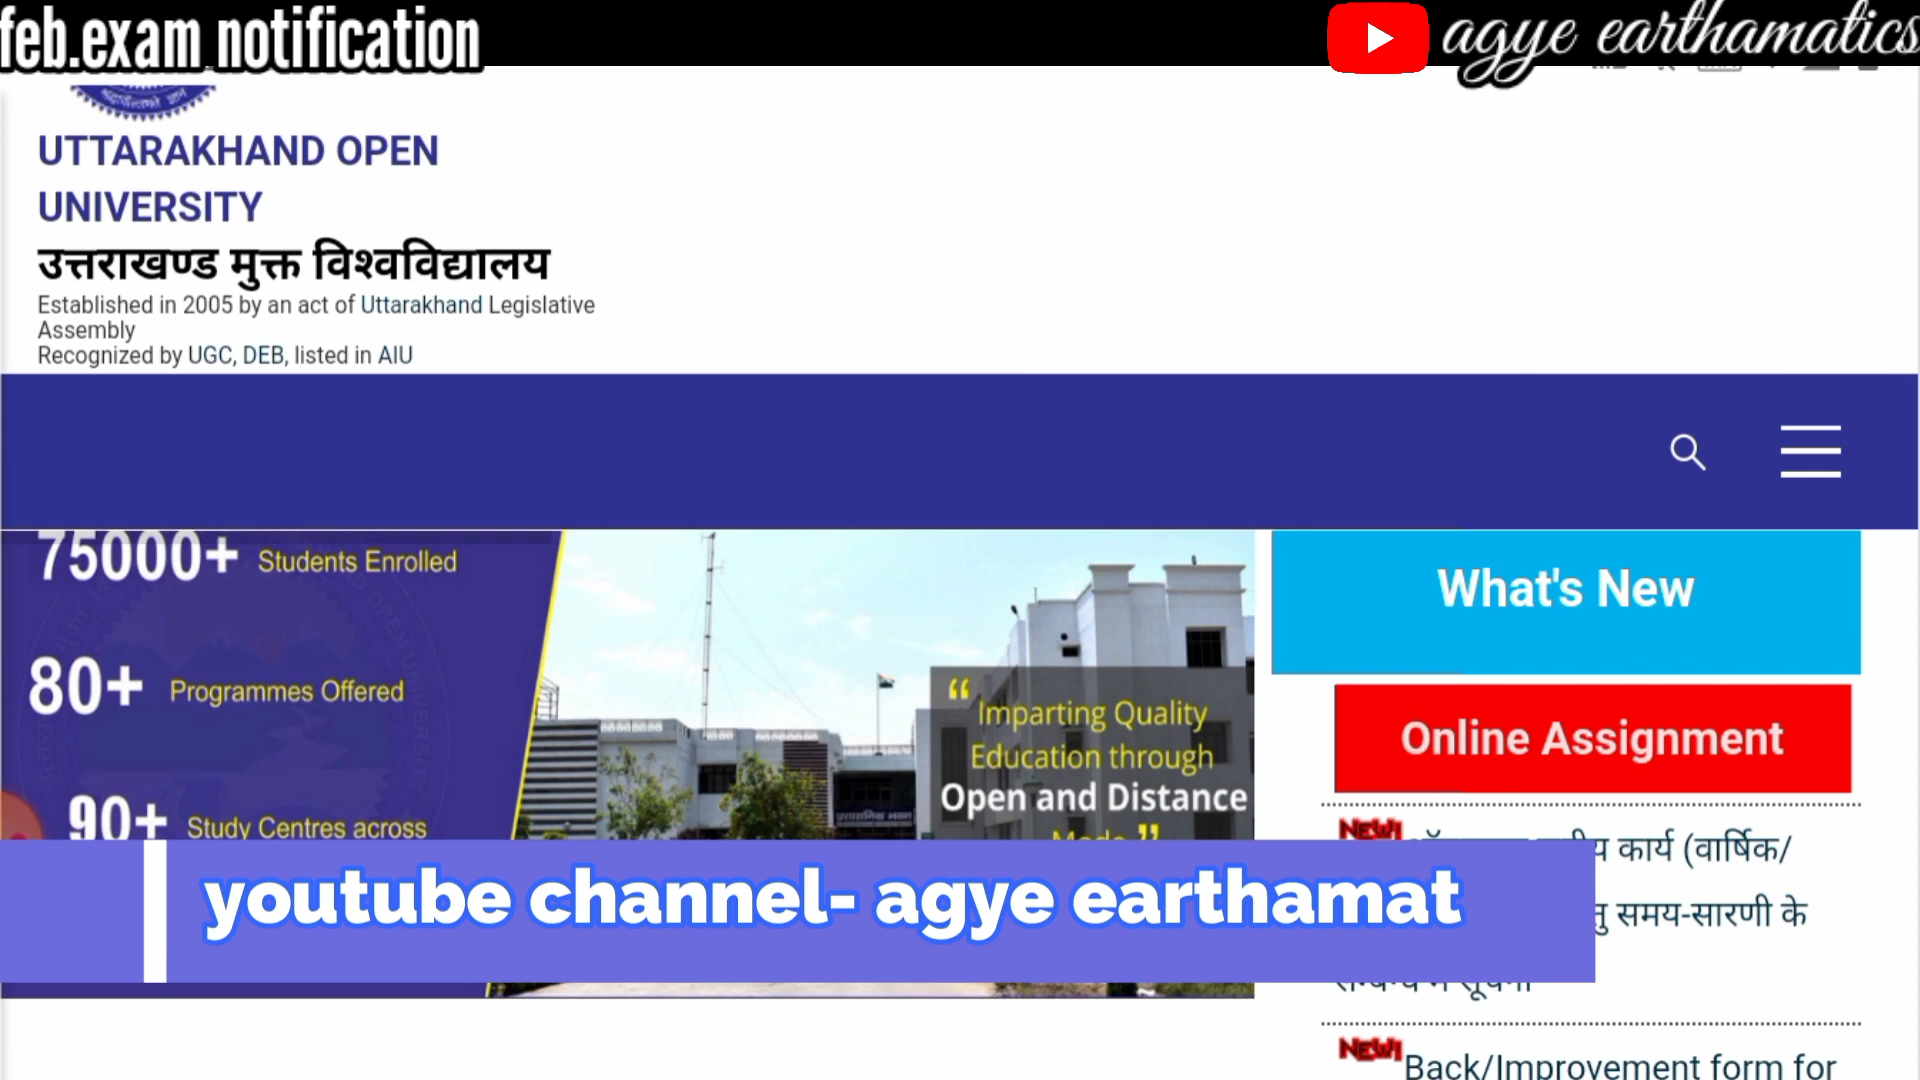 feb.exam notification
agye earthamatics
UTTARAKHAND OPEN
UNIVERSITY
उत्तराखण्ड मुक्त विश्वविद्यालय
Established in 2005 by an act of Uttarakhand Legislative
Assembly
Recognized by UGC, DEB, listed in AIU
75000+ Students Enrolled
80+ Programmes Offered
90+ Study Centres across
“ Imparting Quality
Education through
Open and Distance
Mode ”
What's New
Online Assignment
NEW!
कार्य (वार्षिक/
समय-सारणी के
NEW! Back/Improvement form for
youtube channel- agye earthamat